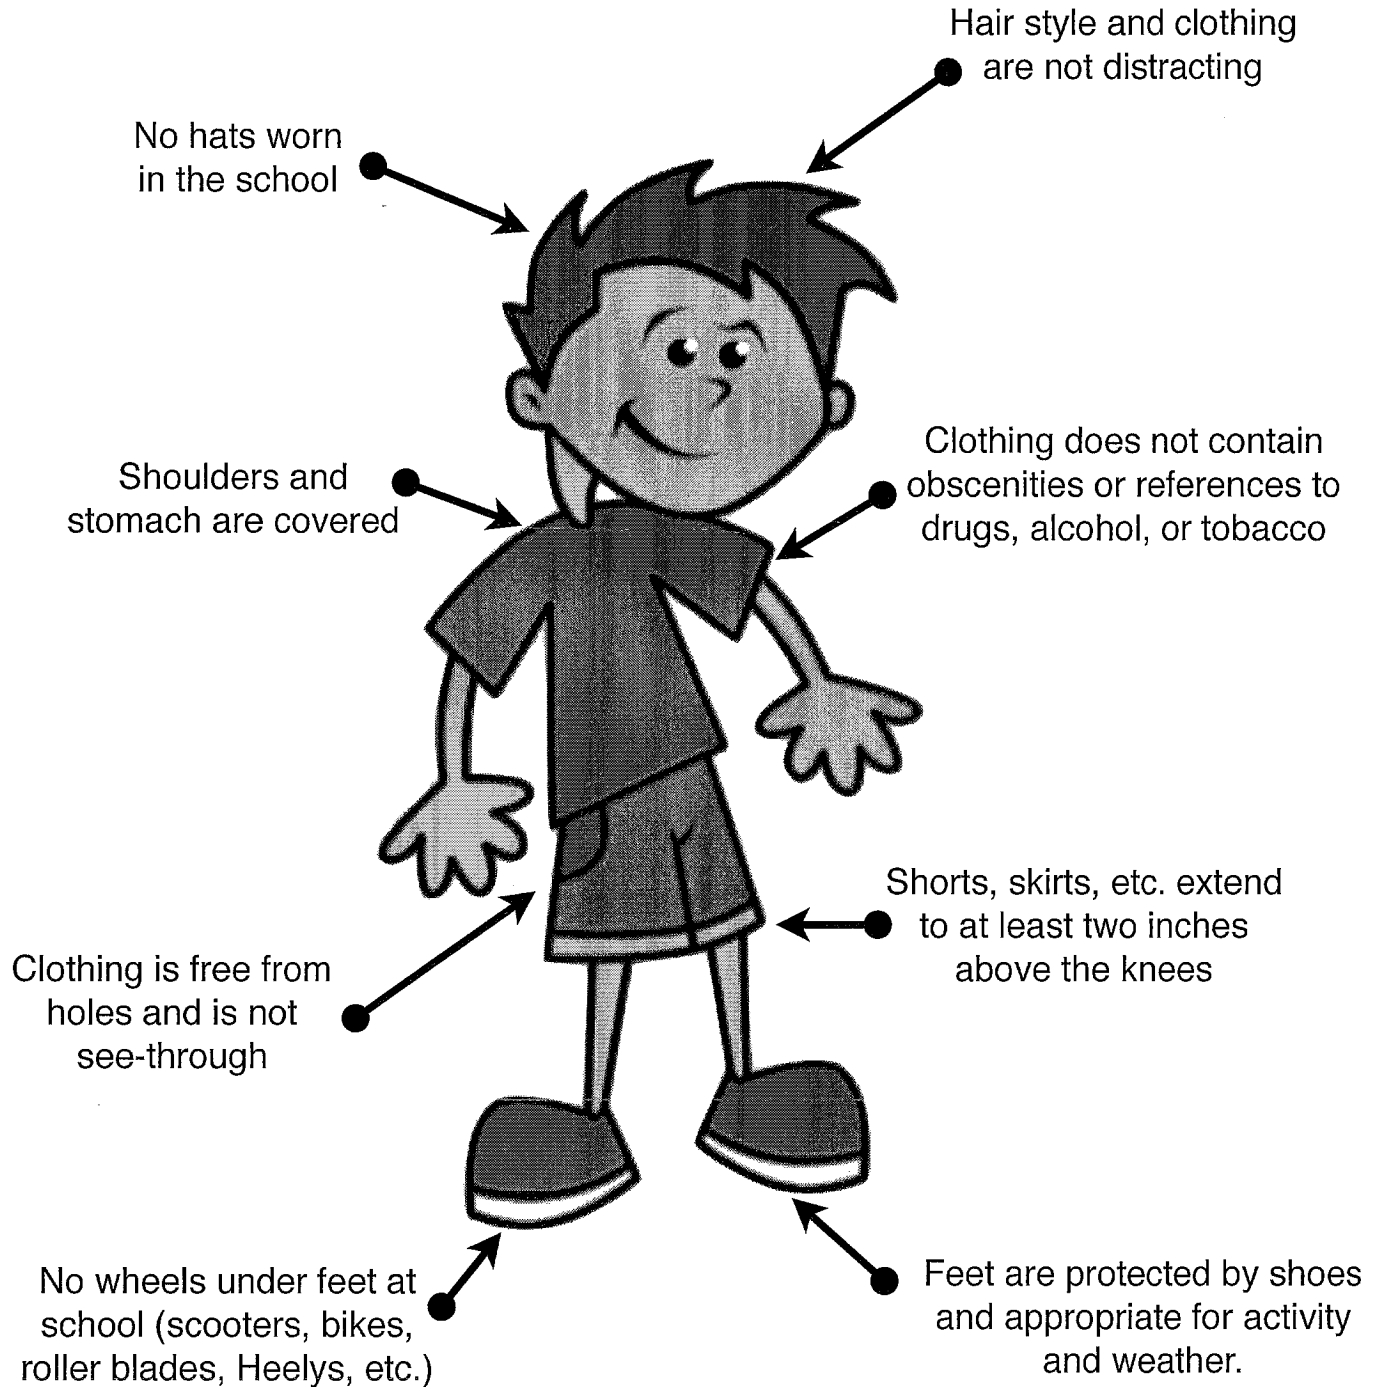 Hair style and clothing
are not distracting
No hats worn
in the school
Shoulders and
stomach are covered
Clothing does not contain
obscenities or references to
drugs, alcohol, or tobacco
Shorts, skirts, etc. extend
to at least two inches
above the knees
Clothing is free from
holes and is not
see-through
No wheels under feet at
school (scooters, bikes,
roller blades, Heelys, etc.)
Feet are protected by shoes
and appropriate for activity
and weather.